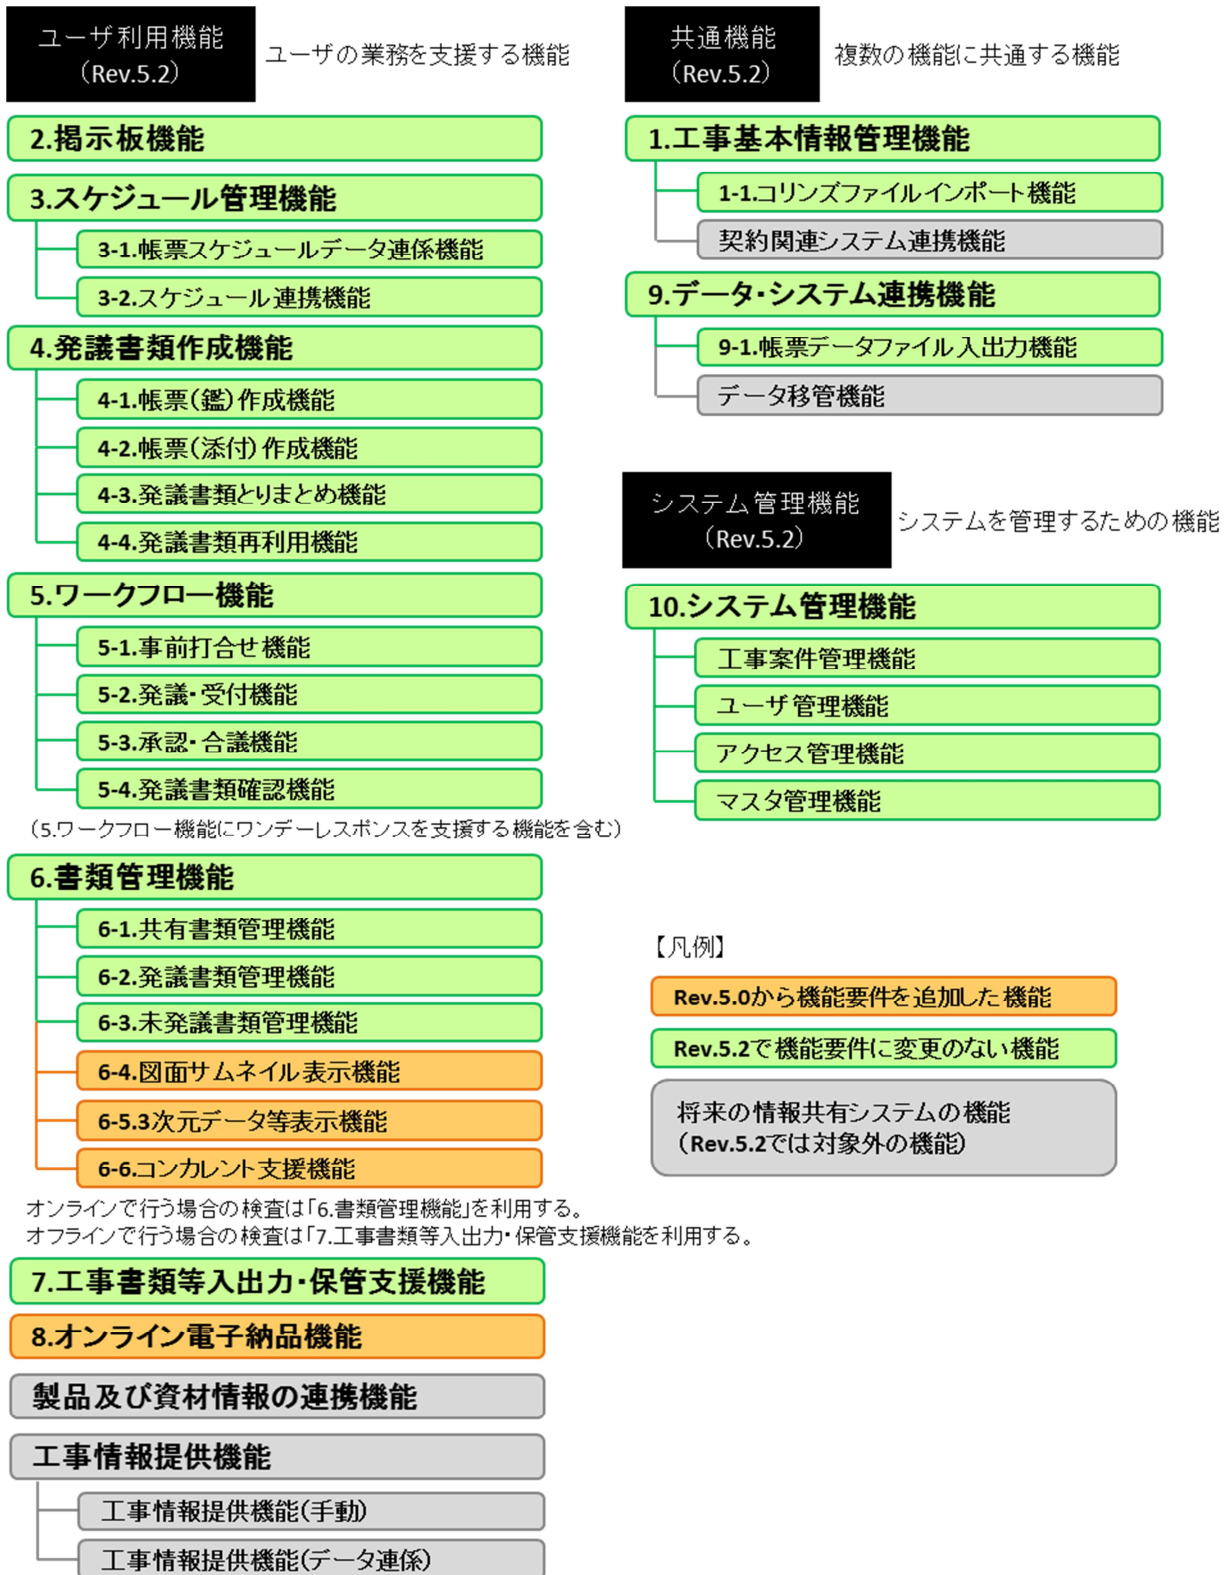 ユーザ利用機能
（Rev.5.2）
ユーザの業務を支援する機能
2.掲示板機能
3.スケジュール管理機能
3-1.帳票スケジュールデータ連係機能
3-2.スケジュール連携機能
4.発議書類作成機能
4-1.帳票(鑑)作成機能
4-2.帳票(添付)作成機能
4-3.発議書類とりまとめ機能
4-4.発議書類再利用機能
5.ワークフロー機能
5-1.事前打合せ機能
5-2.発議・受付機能
5-3.承認・合議機能
5-4.発議書類確認機能
（5.ワークフロー機能にワンデーレスポンスを支援する機能を含む）
6.書類管理機能
6-1.共有書類管理機能
6-2.発議書類管理機能
6-3.未発議書類管理機能
6-4.図面サムネイル表示機能
6-5.3次元データ等表示機能
6-6.コンカレント支援機能
オンラインで行う場合の検査は「6.書類管理機能」を利用する。
オフラインで行う場合の検査は「7.工事書類等入出力・保管支援機能を利用する。
7.工事書類等入出力・保管支援機能
8.オンライン電子納品機能
製品及び資材情報の連携機能
工事情報提供機能
工事情報提供機能(手動)
工事情報提供機能(データ連係)
共通機能
（Rev.5.2）
複数の機能に共通する機能
1.工事基本情報管理機能
1-1.コリンズファイルインポート機能
契約関連システム連携機能
9.データ・システム連携機能
9-1.帳票データファイル入出力機能
データ移管機能
システム管理機能
（Rev.5.2）
システムを管理するための機能
10.システム管理機能
工事案件管理機能
ユーザ管理機能
アクセス管理機能
マスタ管理機能
【凡例】
Rev.5.0から機能要件を追加した機能
Rev.5.2で機能要件に変更のない機能
将来の情報共有システムの機能
（Rev.5.2では対象外の機能）